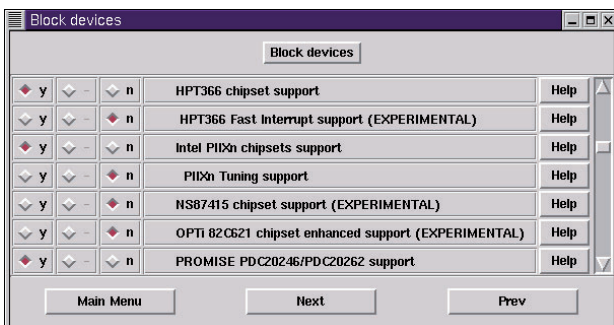 Block devices
Block devices
y - n HPT366 chipset support Help
y - n HPT366 Fast Interrupt support (EXPERIMENTAL) Help
y - n Intel PIIXn chipsets support Help
y - n PIIXn Tuning support Help
y - n NS87415 chipset support (EXPERIMENTAL) Help
y - n OPTi 82C621 chipset enhanced support (EXPERIMENTAL) Help
y - n PROMISE PDC20246/PDC20262 support Help
Main Menu Next Prev